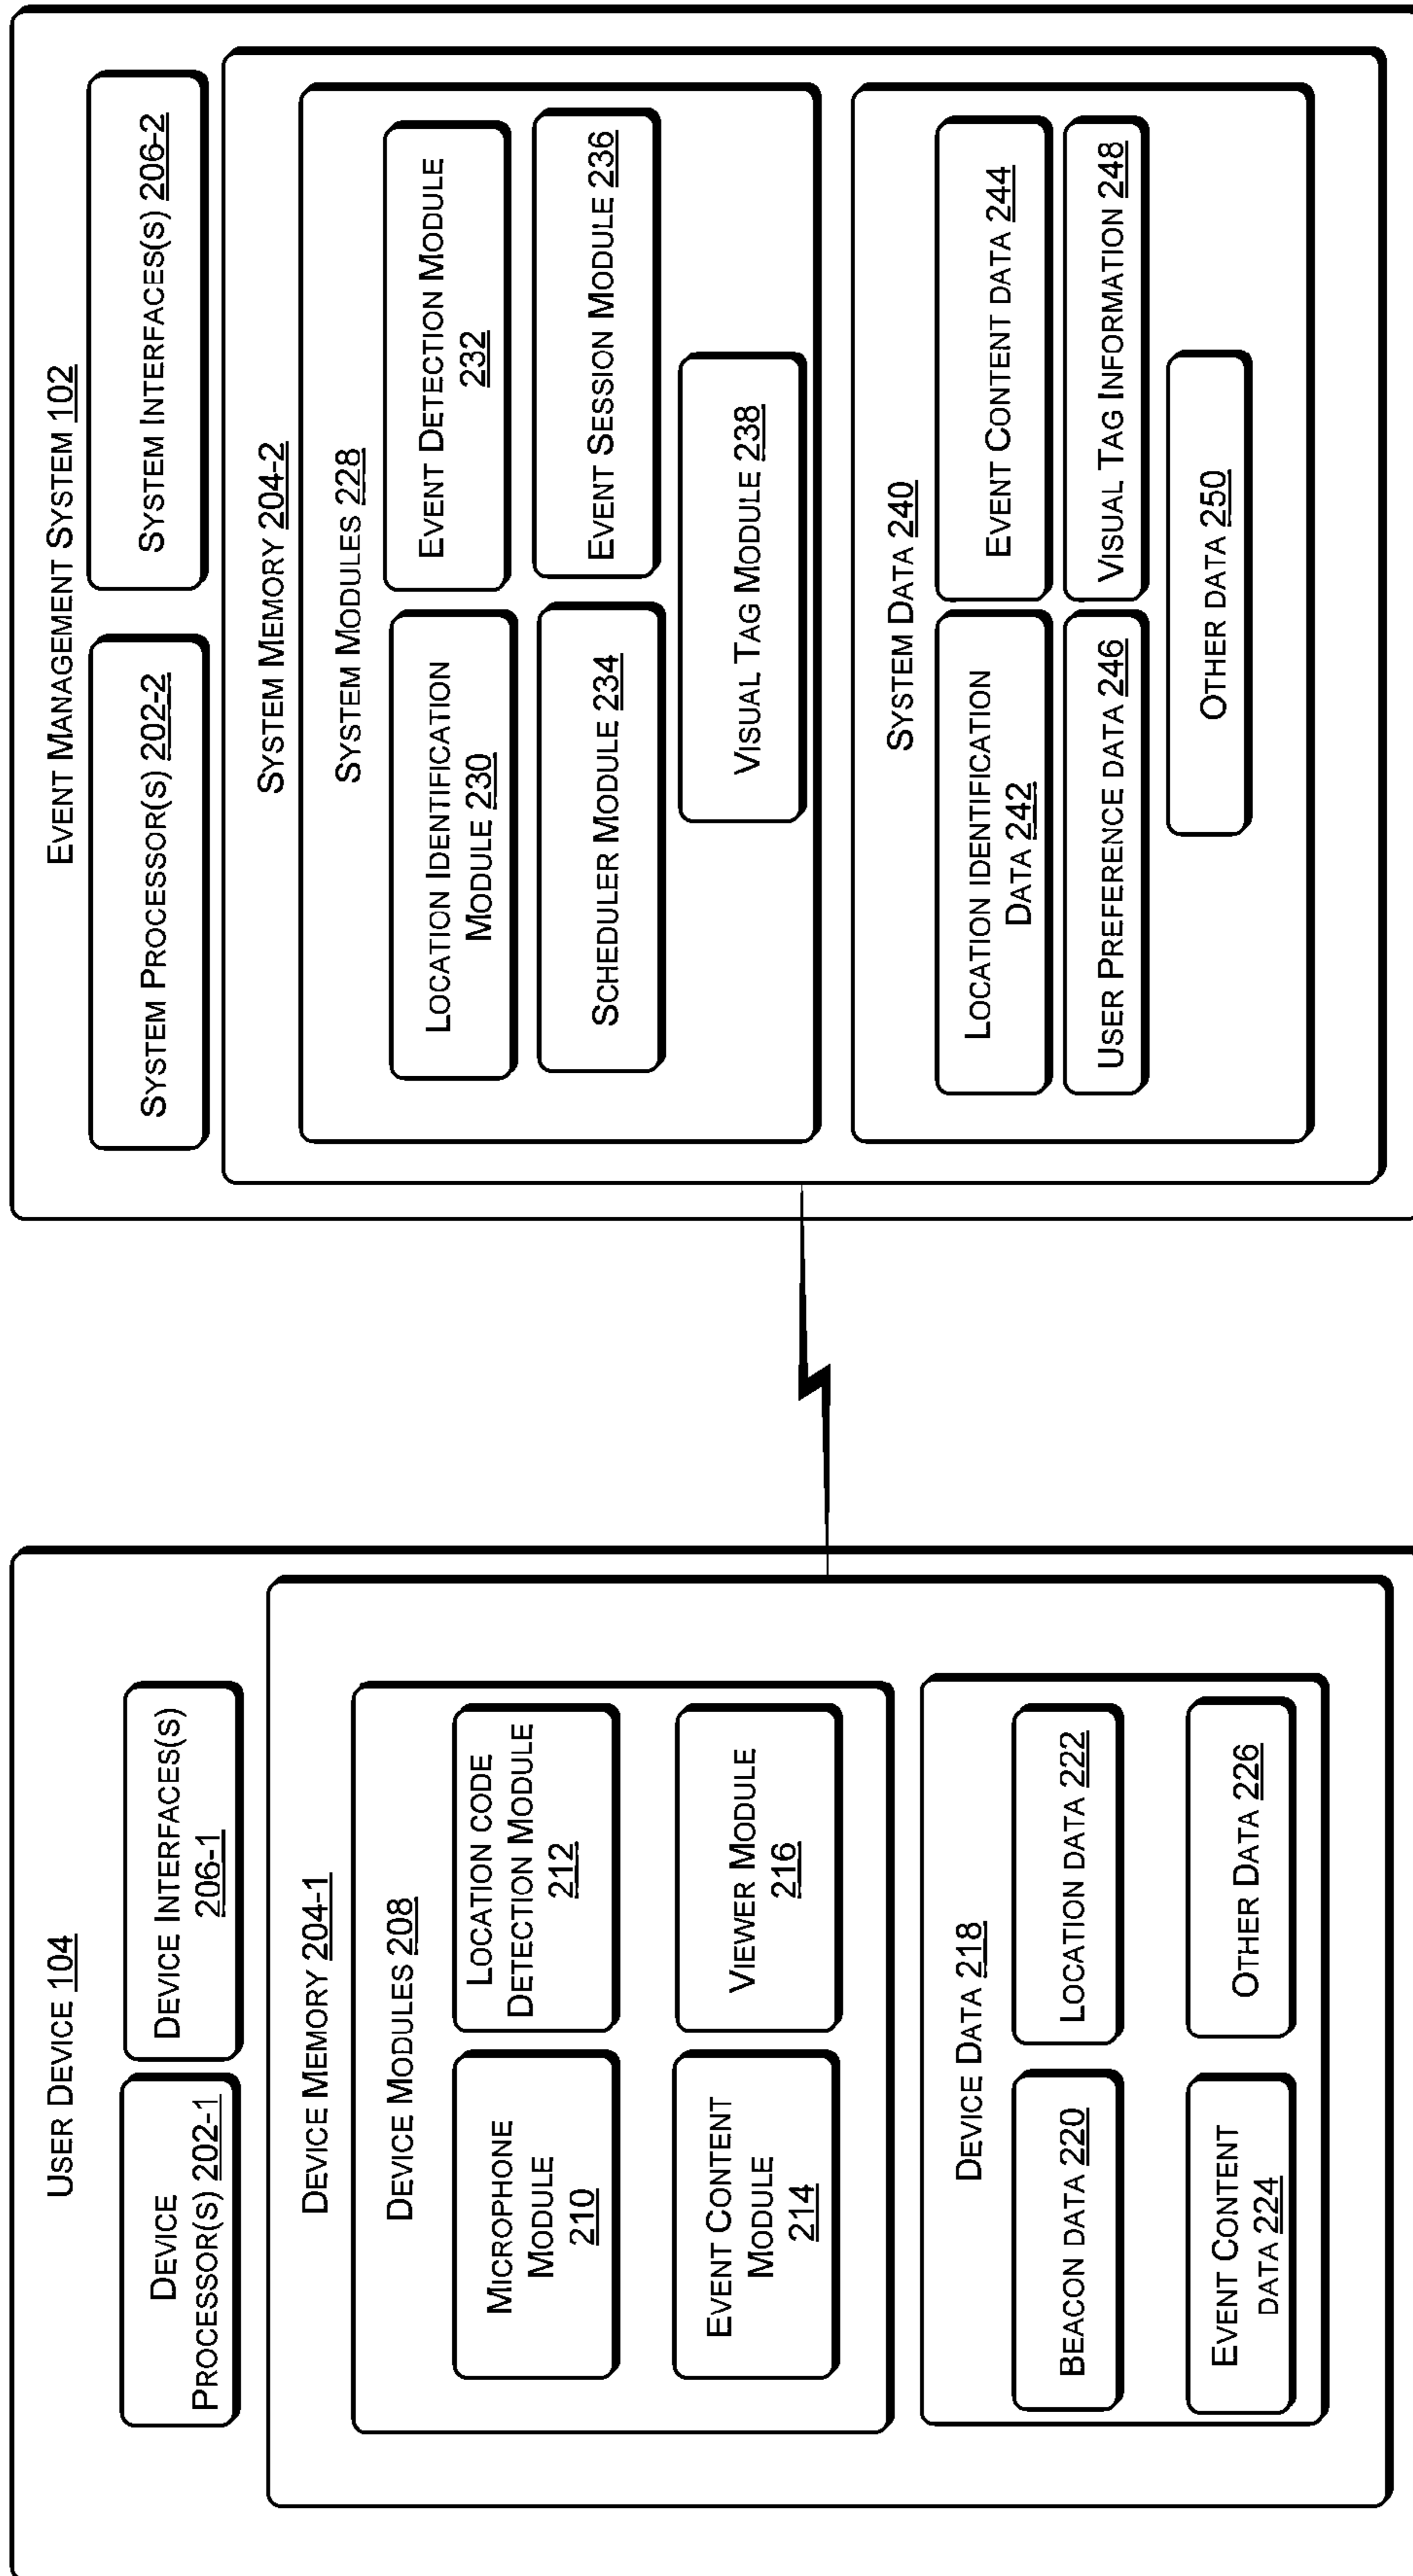 USER DEVICE 104
DEVICE
PROCESSOR(S) 202-1
DEVICE INTERFACES(S)
206-1
DEVICE MEMORY 204-1
DEVICE MODULES 208
MICROPHONE
MODULE
210
LOCATION CODE
DETECTION MODULE
212
EVENT CONTENT
MODULE
214
VIEWER MODULE
216
DEVICE DATA 218
BEACON DATA 220
LOCATION DATA 222
EVENT CONTENT
DATA 224
OTHER DATA 226
EVENT MANAGEMENT SYSTEM 102
SYSTEM PROCESSOR(S) 202-2
SYSTEM INTERFACES(S) 206-2
SYSTEM MEMORY 204-2
SYSTEM MODULES 228
LOCATION IDENTIFICATION
MODULE 230
EVENT DETECTION MODULE
232
SCHEDULER MODULE 234
EVENT SESSION MODULE 236
VISUAL TAG MODULE 238
SYSTEM DATA 240
LOCATION IDENTIFICATION
DATA 242
EVENT CONTENT DATA 244
USER PREFERENCE DATA 246
VISUAL TAG INFORMATION 248
OTHER DATA 250